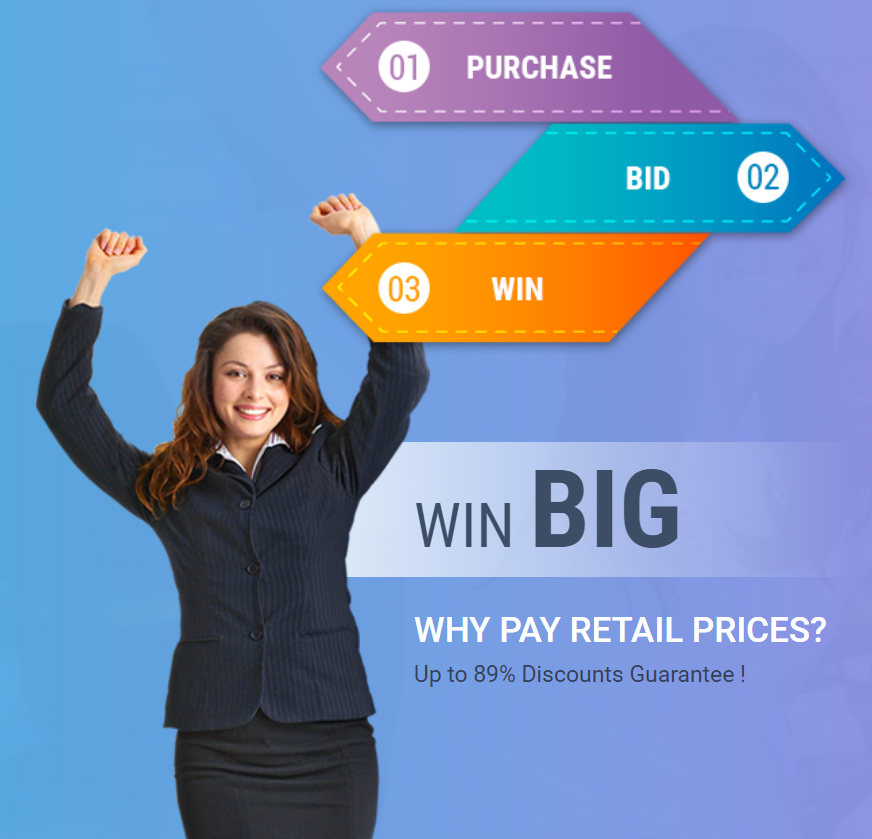 01 PURCHASE
BID 02
03 WIN
WIN BIG
WHY PAY RETAIL PRICES?
Up to 89% Discounts Guarantee !